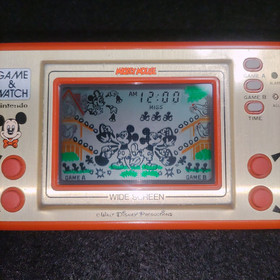 GAME &
WATCH
Nintendo
MICKEY MOUSE
AM 12:00
MISS
GAME A
GAME B
TIME
GAME A
GAME B
WIDE SCREEN
© WALT DISNEY PRODUCTIONS